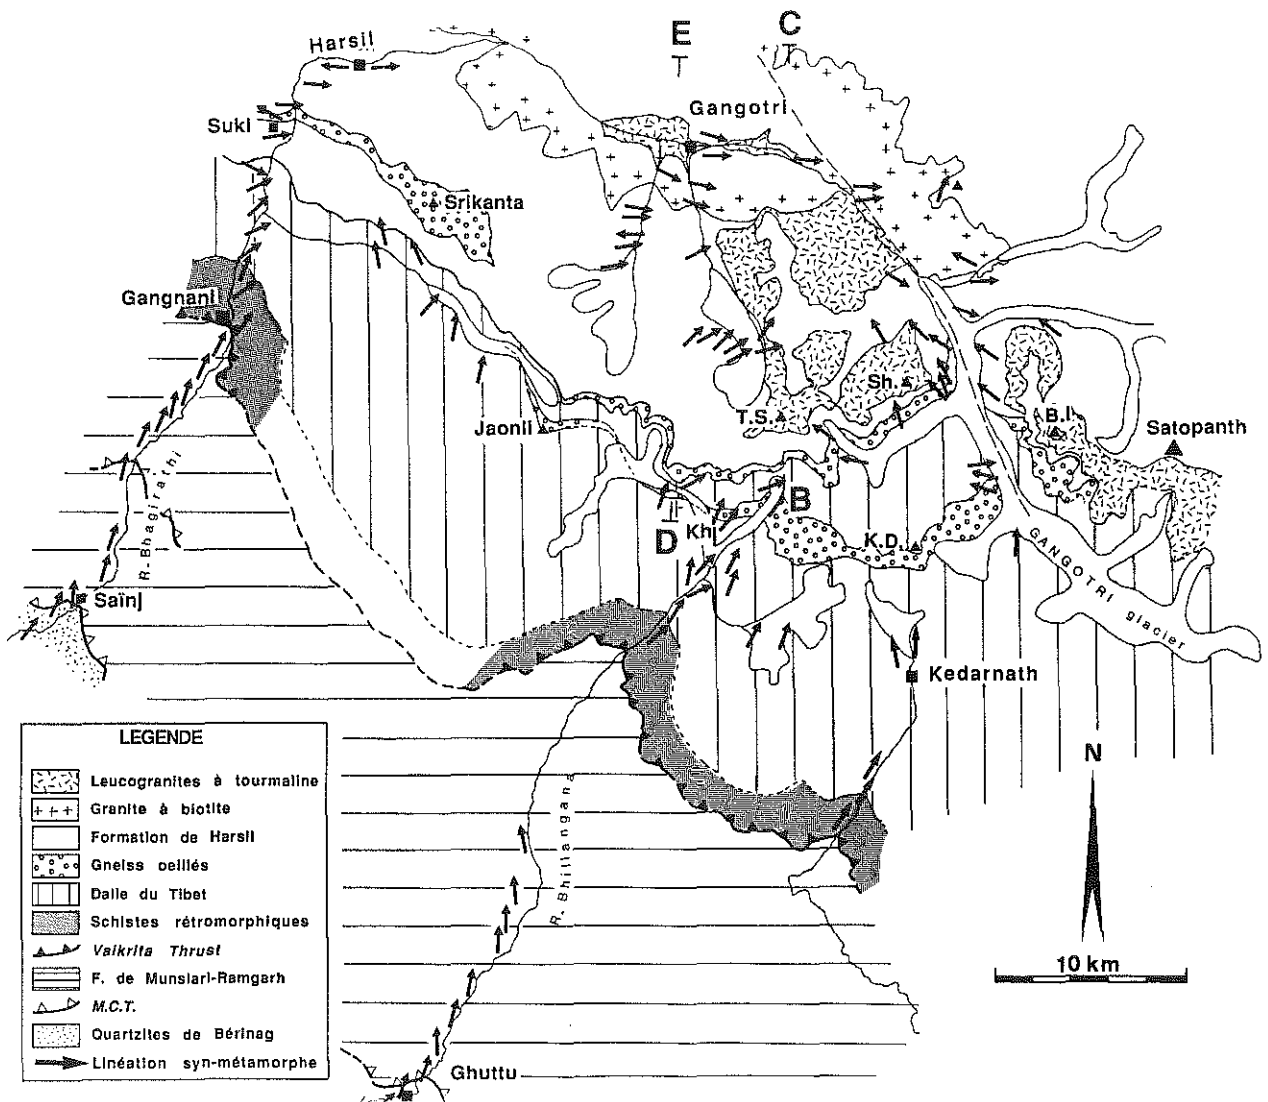 E
C
Harsil
Gangotri
Suki
Srikanta
Gangnani
Sh.
T.S.
B.I.
Jaonli
Satopanth
B
D
Kh
K.D.
R. Bhagirathi
GANGOTRI glacier
Saïnj
Kedarnath
LEGENDE
Leucogranites à tourmaline
Granite à biotite
Formation de Harsil
Gneiss oeillés
Dalle du Tibet
Schistes rétromorphiques
Vaikrita Thrust
F. de Munsiari-Ramgarh
M.C.T.
Quartzites de Bérinag
Linéation syn-métamorphe
R. Bhillangana
N
10 km
Ghuttu